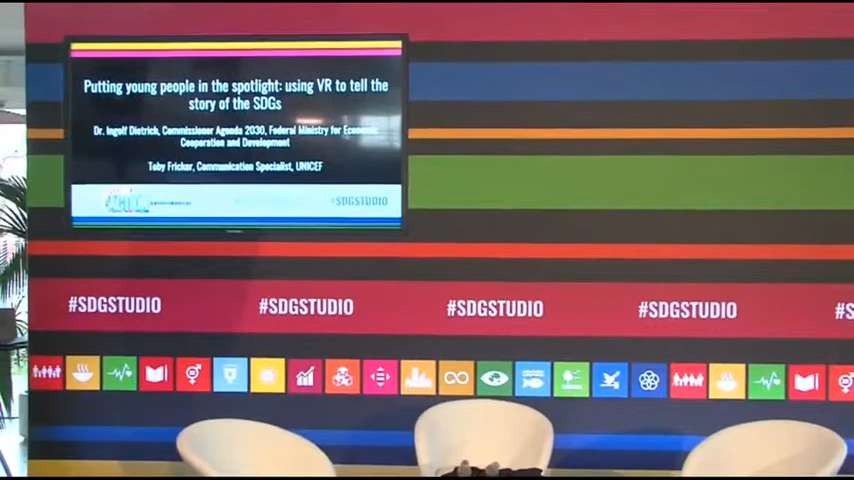 Putting young people in the spotlight: using VR to tell the
story of the SDGs
Dr. Ingolf Dietrich, Commissioner Agenda 2030, Federal Ministry for Economic
Cooperation and Development
Toby Fricker, Communication Specialist, UNICEF
ACTION
#SDGSTUDIO
#SDGSTUDIO #SDGSTUDIO #SDGSTUDIO #SDGSTUDIO